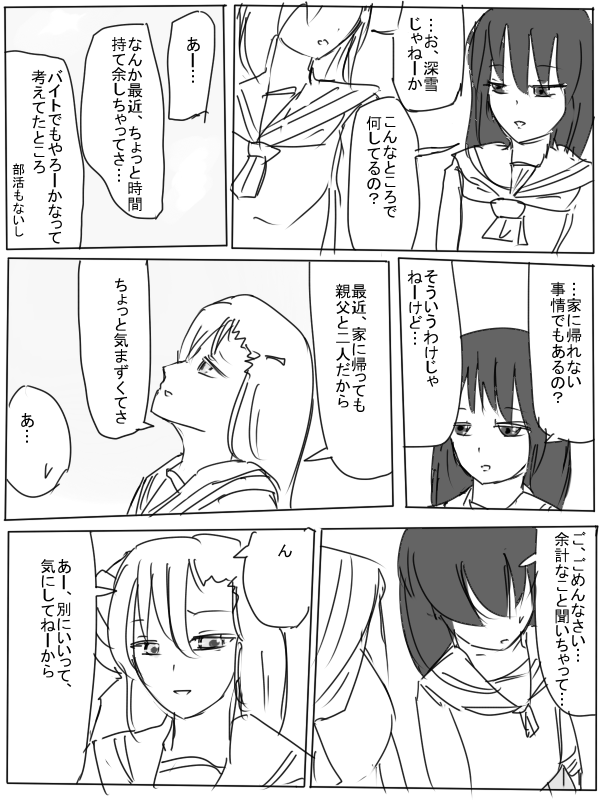 …お、深雪
じゃねーか
こんなところで
何してるの？
あー…
なんか最近、ちょっと時間
持て余しちゃってさ…
バイトでもやろーかなって
考えてたところ
部活もないし
…家に帰れない
事情でもあるの？
そういうわけじゃ
ねーけど…
最近、家に帰っても
親父と二人だから
ちょっと気まずくてさ
あ…
ご、ごめんなさい…
余計なこと聞いちゃって…
ん
あー、別にいいって、
気にしてねーから